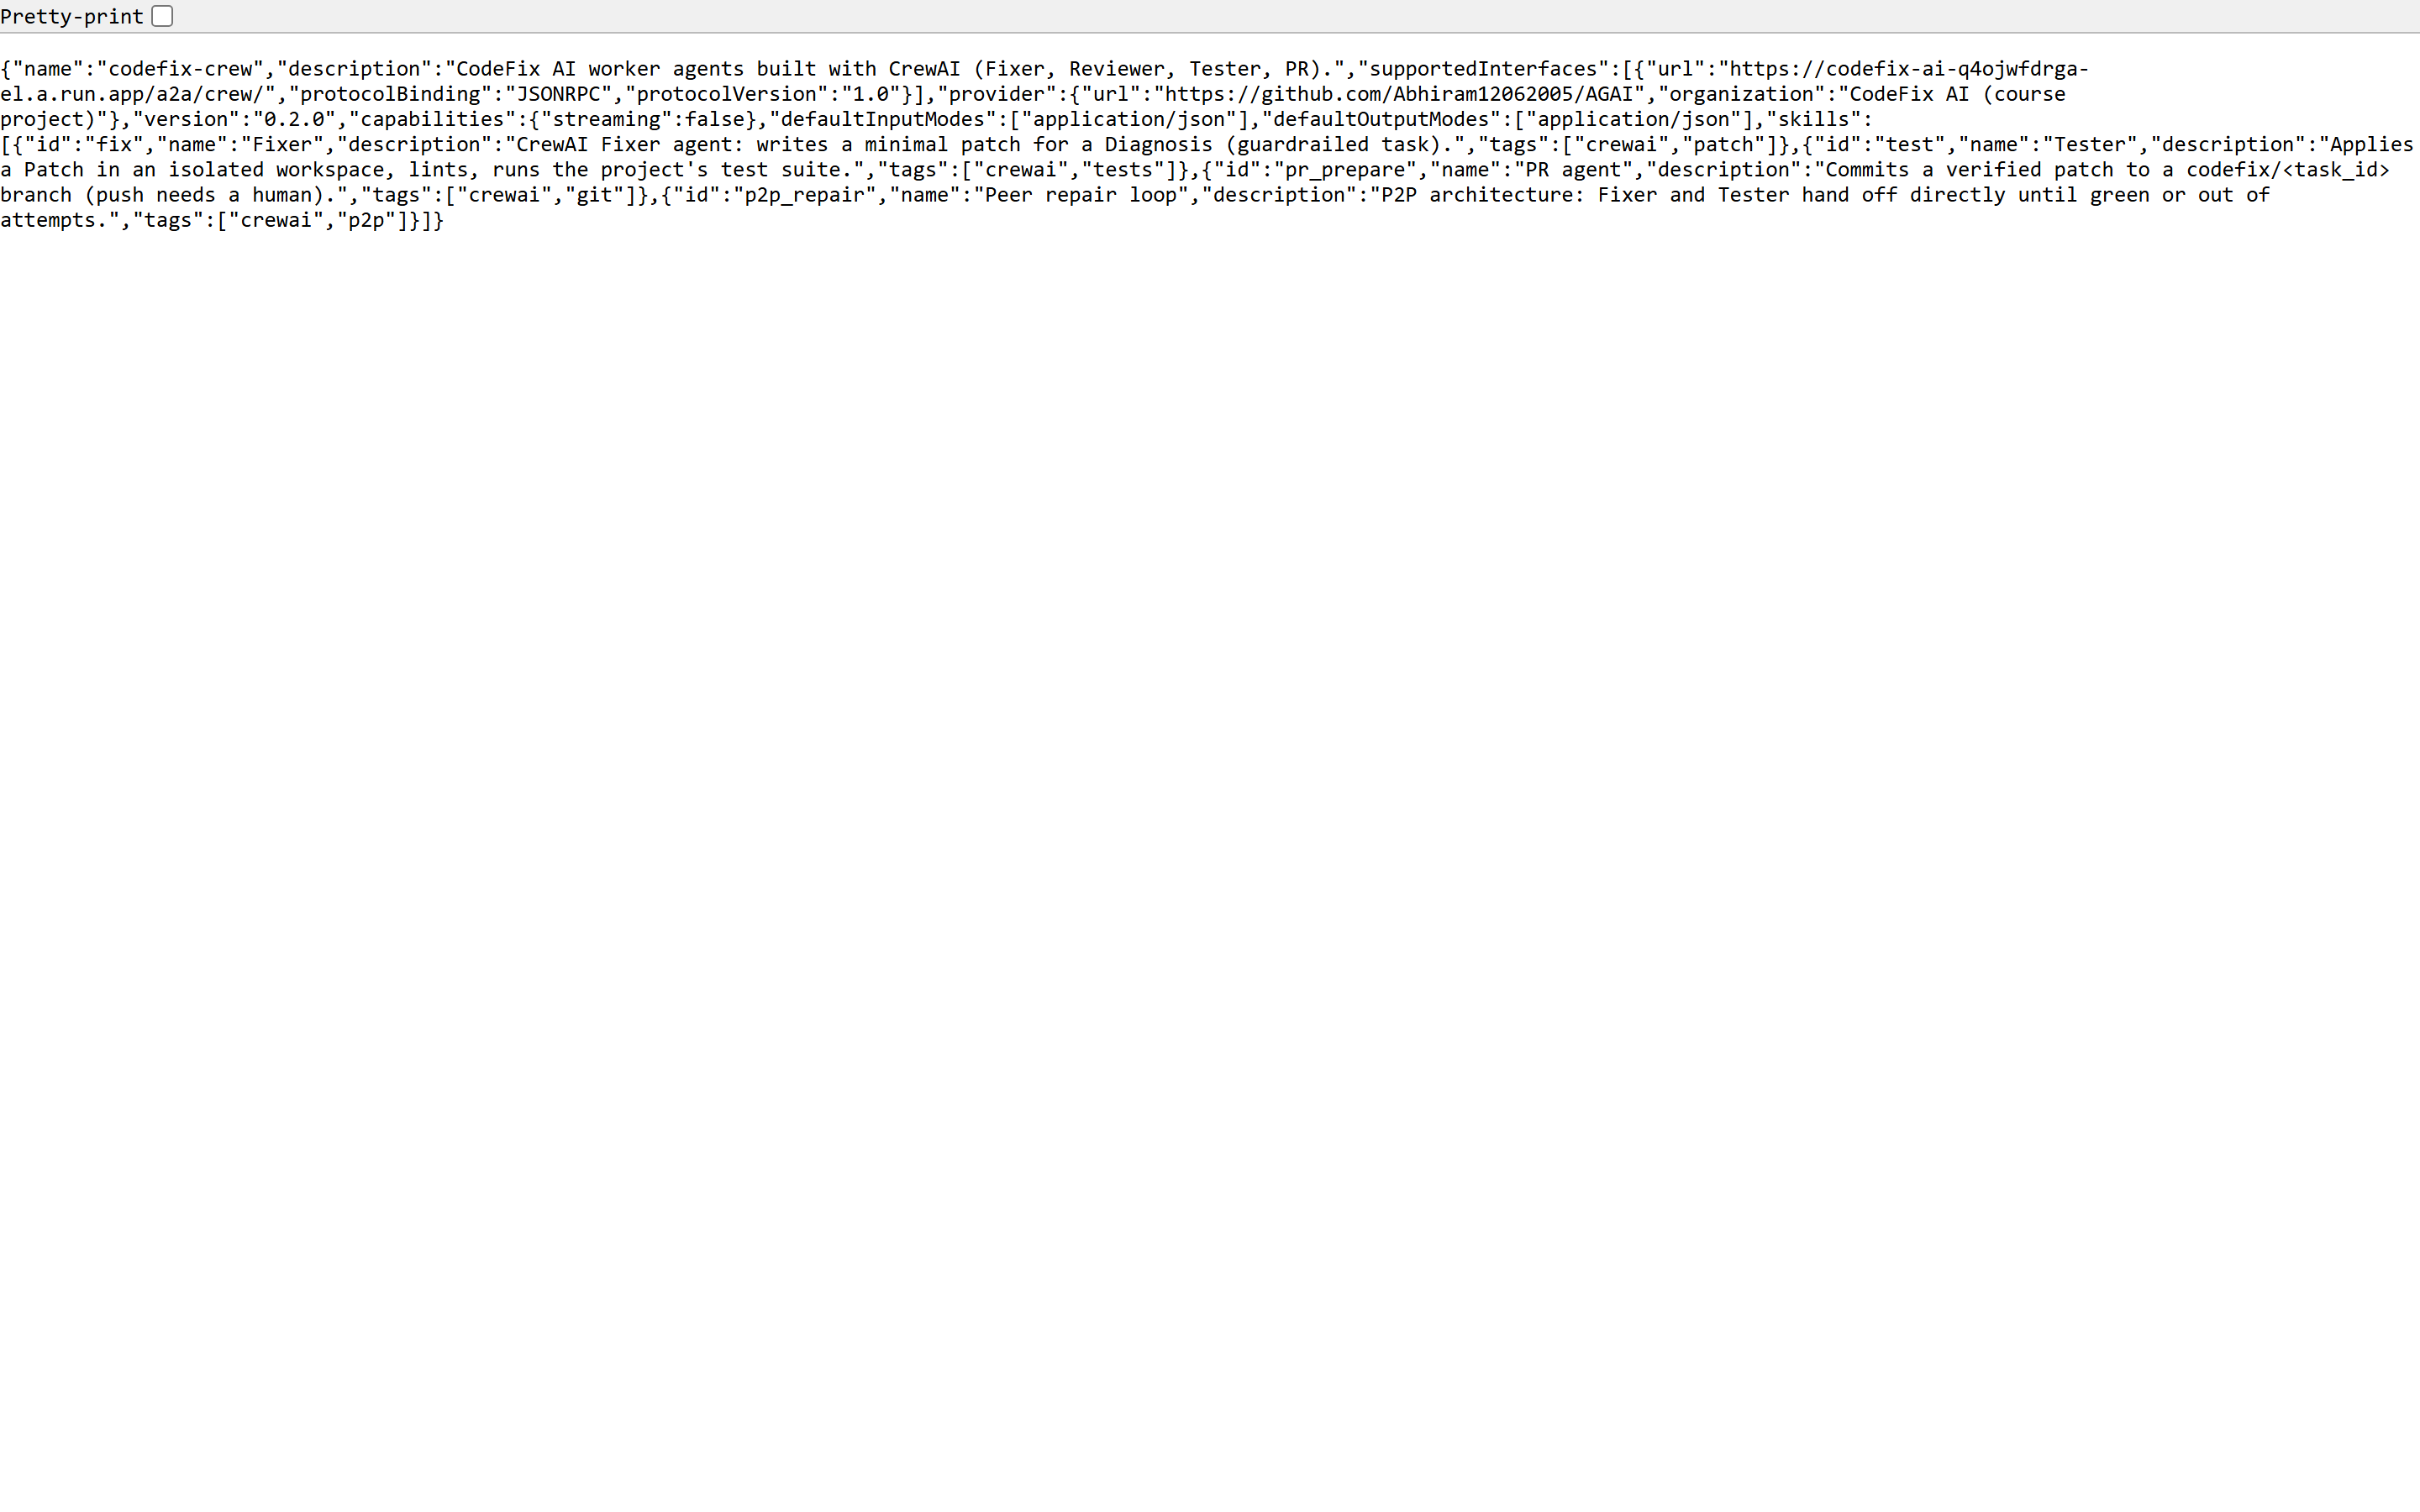 Pretty-print
{"name":"codefix-crew","description":"CodeFix AI worker agents built with CrewAI (Fixer, Reviewer, Tester, PR).","supportedInterfaces":[{"url":"https://codefix-ai-q4ojwfdrga-
el.a.run.app/a2a/crew/","protocolBinding":"JSONRPC","protocolVersion":"1.0"}],"provider":{"url":"https://github.com/Abhiram12062005/AGAI","organization":"CodeFix AI (course
project)"},"version":"0.2.0","capabilities":{"streaming":false},"defaultInputModes":["application/json"],"defaultOutputModes":["application/json"],"skills":
[{"id":"fix","name":"Fixer","description":"CrewAI Fixer agent: writes a minimal patch for a Diagnosis (guardrailed task).","tags":["crewai","patch"]},{"id":"test","name":"Tester","description":"Applies
a Patch in an isolated workspace, lints, runs the project's test suite.","tags":["crewai","tests"]},{"id":"pr_prepare","name":"PR agent","description":"Commits a verified patch to a codefix/<task_id>
branch (push needs a human).","tags":["crewai","git"]},{"id":"p2p_repair","name":"Peer repair loop","description":"P2P architecture: Fixer and Tester hand off directly until green or out of
attempts.","tags":["crewai","p2p"]}]}